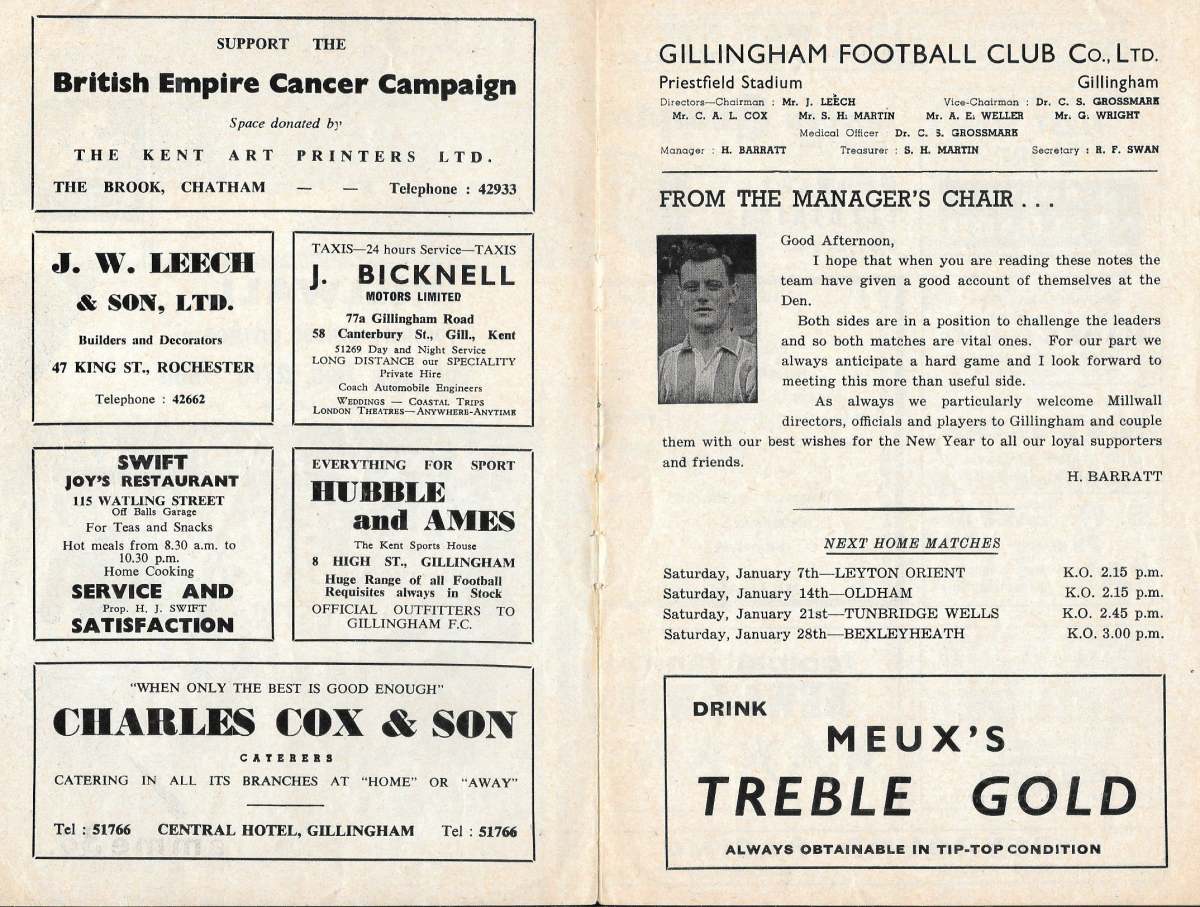 SUPPORT THE
British Empire Cancer Campaign
Space donated by
THE KENT ART PRINTERS LTD.
THE BROOK, CHATHAM — — Telephone : 42933
J. W. LEECH
& SON, LTD.
Builders and Decorators
47 KING ST., ROCHESTER
Telephone : 42662
TAXIS—24 hours Service—TAXIS
J. BICKNELL
MOTORS LIMITED
77a Gillingham Road
58 Canterbury St., Gill., Kent
51269 Day and Night Service
LONG DISTANCE our SPECIALITY
Private Hire
Coach Automobile Engineers
WEDDINGS — COASTAL TRIPS
LONDON THEATRES—ANYWHERE-ANYTIME
SWIFT
JOY'S RESTAURANT
115 WATLING STREET
Off Balls Garage
For Teas and Snacks
Hot meals from 8.30 a.m. to
10.30 p.m.
Home Cooking
SERVICE AND
Prop. H. J. SWIFT
SATISFACTION
EVERYTHING FOR SPORT
HUBBLE
and AMES
The Kent Sports House
8 HIGH ST., GILLINGHAM
Huge Range of all Football
Requisites always in Stock
OFFICIAL OUTFITTERS TO
GILLINGHAM F.C.
"WHEN ONLY THE BEST IS GOOD ENOUGH"
CHARLES COX & SON
CATERERS
CATERING IN ALL ITS BRANCHES AT "HOME" OR "AWAY"
Tel : 51766 CENTRAL HOTEL, GILLINGHAM Tel : 51766
GILLINGHAM FOOTBALL CLUB CO., LTD.
Priestfield Stadium Gillingham
Directors—Chairman : Mr. J. LEECH Vice-Chairman : Dr. C. S. GROSSMARK
Mr. C. A. L. COX Mr. S. H. MARTIN Mr. A. E. WELLER Mr. G. WRIGHT
Medical Officer Dr. C. S. GROSSMARK
Manager : H. BARRATT Treasurer : S. H. MARTIN Secretary : R. F. SWAN
FROM THE MANAGER'S CHAIR . . .
Good Afternoon,
I hope that when you are reading these notes the
team have given a good account of themselves at the
Den.
Both sides are in a position to challenge the leaders
and so both matches are vital ones. For our part we
always anticipate a hard game and I look forward to
meeting this more than useful side.
As always we particularly welcome Millwall
directors, officials and players to Gillingham and couple
them with our best wishes for the New Year to all our loyal supporters
and friends.
H. BARRATT
NEXT HOME MATCHES
Saturday, January 7th—LEYTON ORIENT K.O. 2.15 p.m.
Saturday, January 14th—OLDHAM K.O. 2.15 p.m.
Saturday, January 21st—TUNBRIDGE WELLS K.O. 2.45 p.m.
Saturday, January 28th—BEXLEYHEATH K.O. 3.00 p.m.
DRINK
MEUX'S
TREBLE GOLD
ALWAYS OBTAINABLE IN TIP-TOP CONDITION